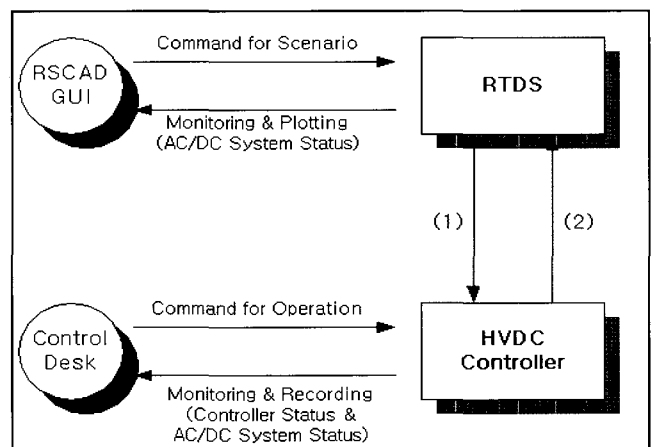 Command for Scenario
RSCAD
GUI
RTDS
Monitoring & Plotting
(AC/DC System Status)
(1)
(2)
Command for Operation
Control
Desk
HVDC
Controller
Monitoring & Recording
(Controller Status &
AC/DC System Status)